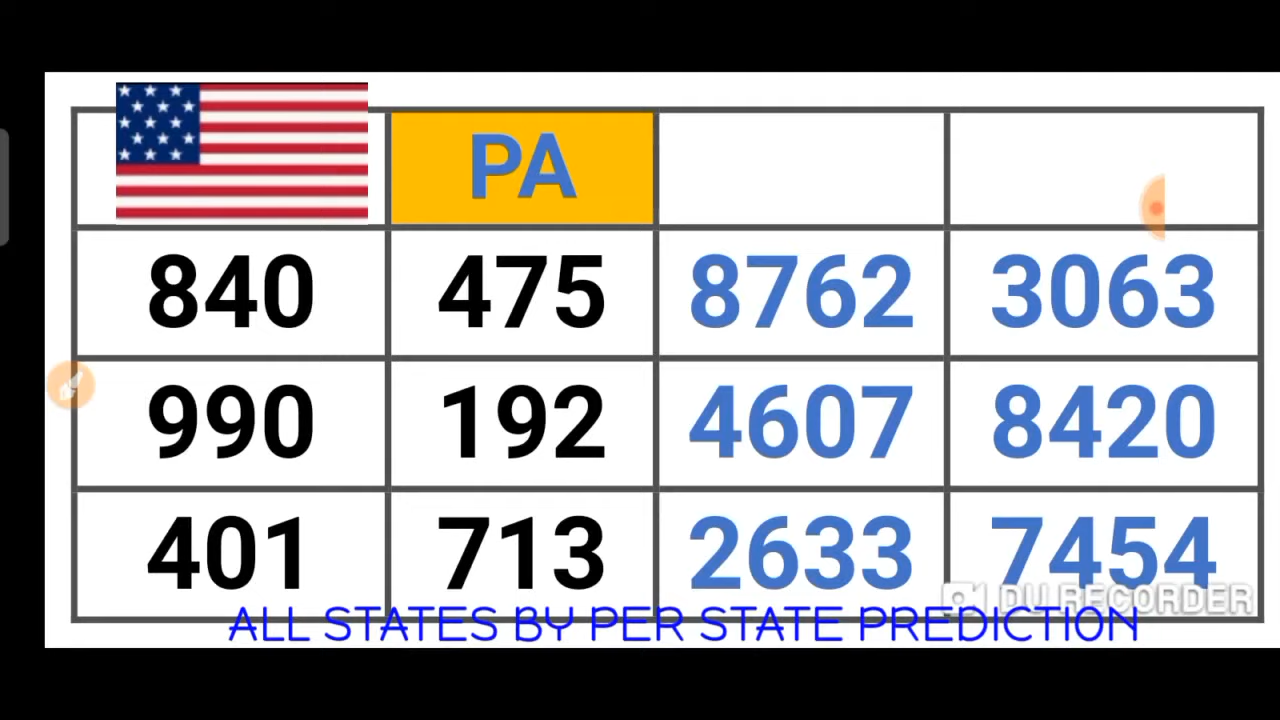 PA
840 475 8762 3063
990 192 4607 8420
401 713 2633 7454
DU RECORDER
ALL STATES BY PER STATE PREDICTION